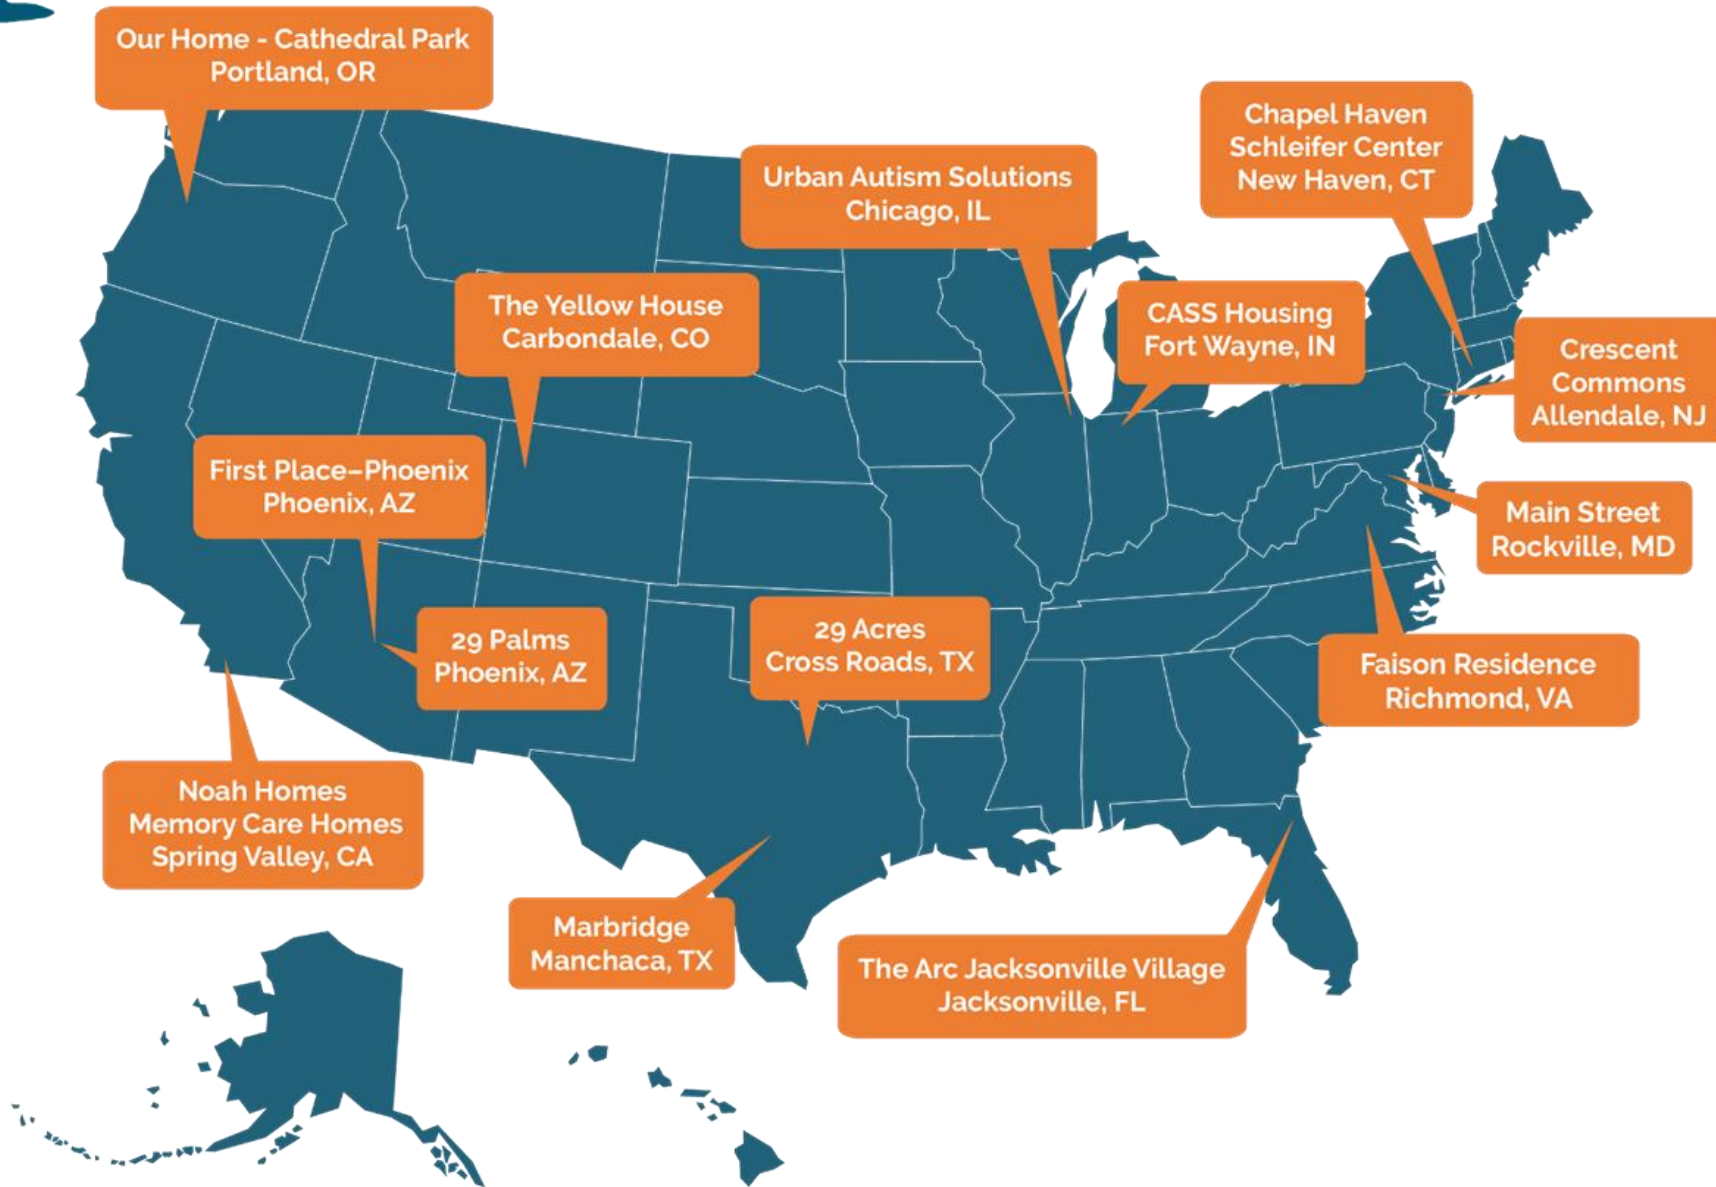 Our Home - Cathedral Park
Portland, OR
Chapel Haven
Schleifer Center
New Haven, CT
Urban Autism Solutions
Chicago, IL
The Yellow House
Carbondale, CO
CASS Housing
Fort Wayne, IN
Crescent
Commons
Allendale, NJ
First Place–Phoenix
Phoenix, AZ
Main Street
Rockville, MD
29 Palms
Phoenix, AZ
29 Acres
Cross Roads, TX
Faison Residence
Richmond, VA
Noah Homes
Memory Care Homes
Spring Valley, CA
Marbridge
Manchaca, TX
The Arc Jacksonville Village
Jacksonville, FL